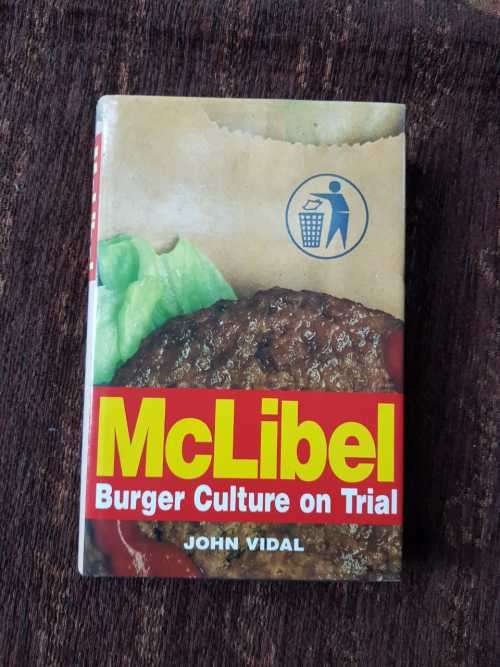 McLibel
Burger Culture on Trial
JOHN VIDAL